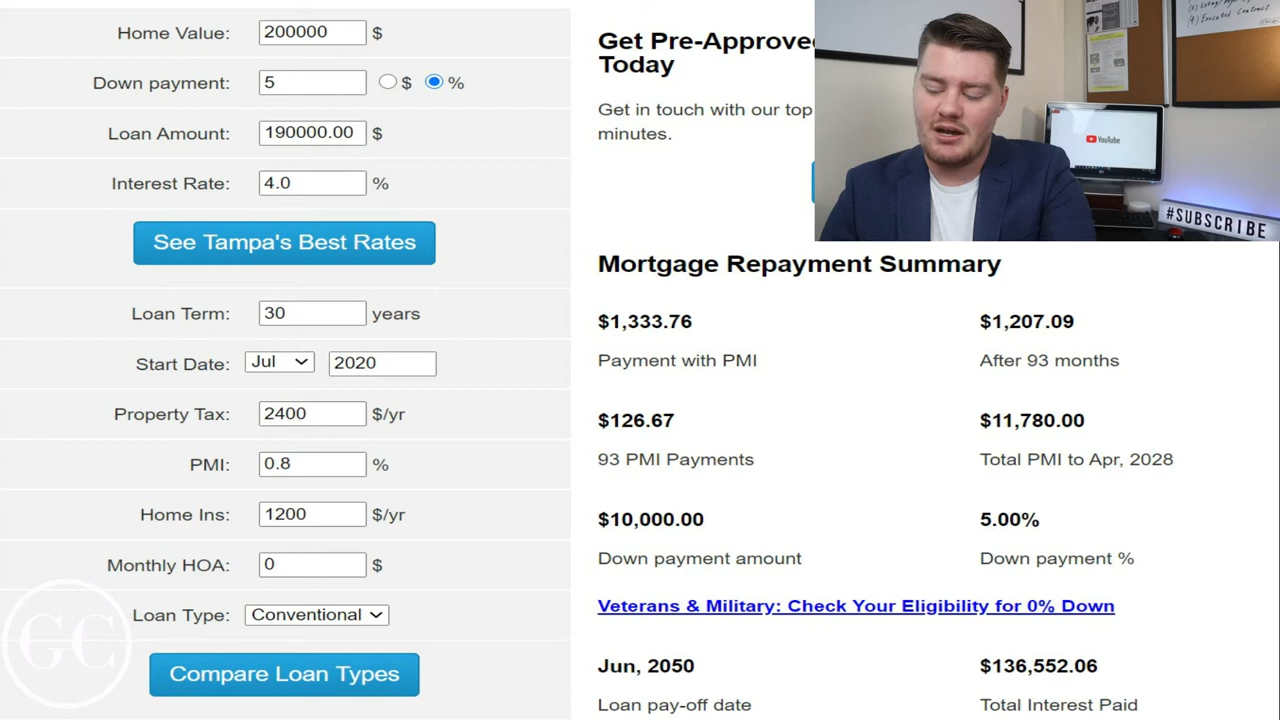 Home Value: 200000 $
Down payment: 5 $ %
Loan Amount: 190000.00 $
Interest Rate: 4.0 %
See Tampa's Best Rates
Loan Term: 30 years
Start Date: Jul 2020
Property Tax: 2400 $/yr
PMI: 0.8 %
Home Ins: 1200 $/yr
Monthly HOA: 0 $
Loan Type: Conventional
Compare Loan Types
GC
Get Pre-Approved
Today
Get in touch with our top
minutes.
YouTube
#SUBSCRIBE
Executed Contract
Mortgage Repayment Summary
$1,333.76 $1,207.09
Payment with PMI After 93 months
$126.67 $11,780.00
93 PMI Payments Total PMI to Apr, 2028
$10,000.00 5.00%
Down payment amount Down payment %
Veterans & Military: Check Your Eligibility for 0% Down
Jun, 2050 $136,552.06
Loan pay-off date Total Interest Paid